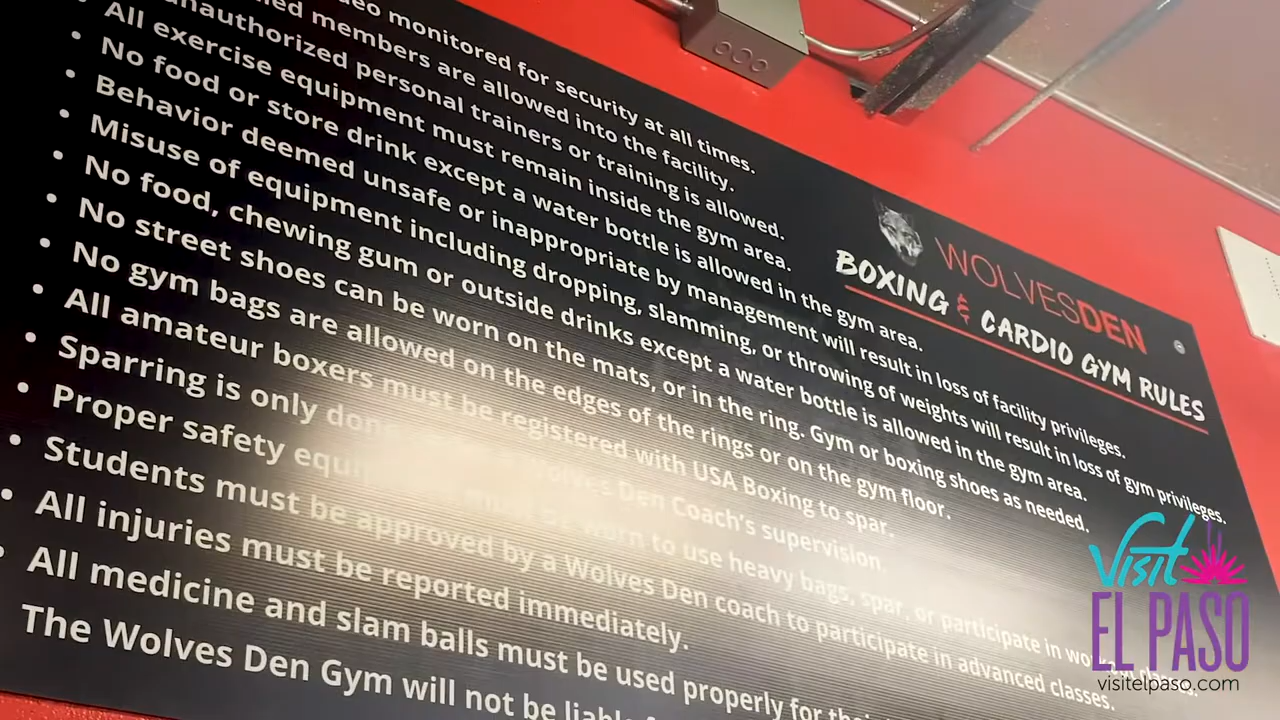 WOLVESDEN
BOXING & CARDIO GYM RULES
monitored for security at all times.
members are allowed into the facility.
personal trainers or training is allowed.
• All exercise equipment must remain inside the gym area.
• No food or store drink except a water bottle is allowed in the gym area.
• Behavior deemed unsafe or inappropriate by management will result in loss of facility privileges.
• Misuse of equipment including dropping, slamming, or throwing of weights will result in loss of gym privileges.
• No food, chewing gum or outside drinks except a water bottle is allowed in the gym area.
• No street shoes can be worn on the mats, or in the ring. Gym or boxing shoes as needed.
• No gym bags are allowed on the edges of the rings or on the gym floor.
• All amateur boxers must be registered with USA Boxing to spar.
• Sparring is only Wolves Den Coach's supervision.
• Proper safety must be worn to use heavy bags, spar, or participate in
• Students must be approved by a Wolves Den coach to participate in advanced classes.
• All injuries must be reported immediately.
• All medicine and slam balls must be used properly for
The Wolves Den Gym will not be
Visit
EL PASO
visitelpaso.com